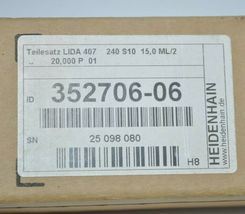 Teilesatz LIDA 407 240 S10 15,0 ML/2
.. 20,000 P 01
ID 352706-06
SN 25 098 080
H8
HEIDENHAIN
www.heidenhain.de